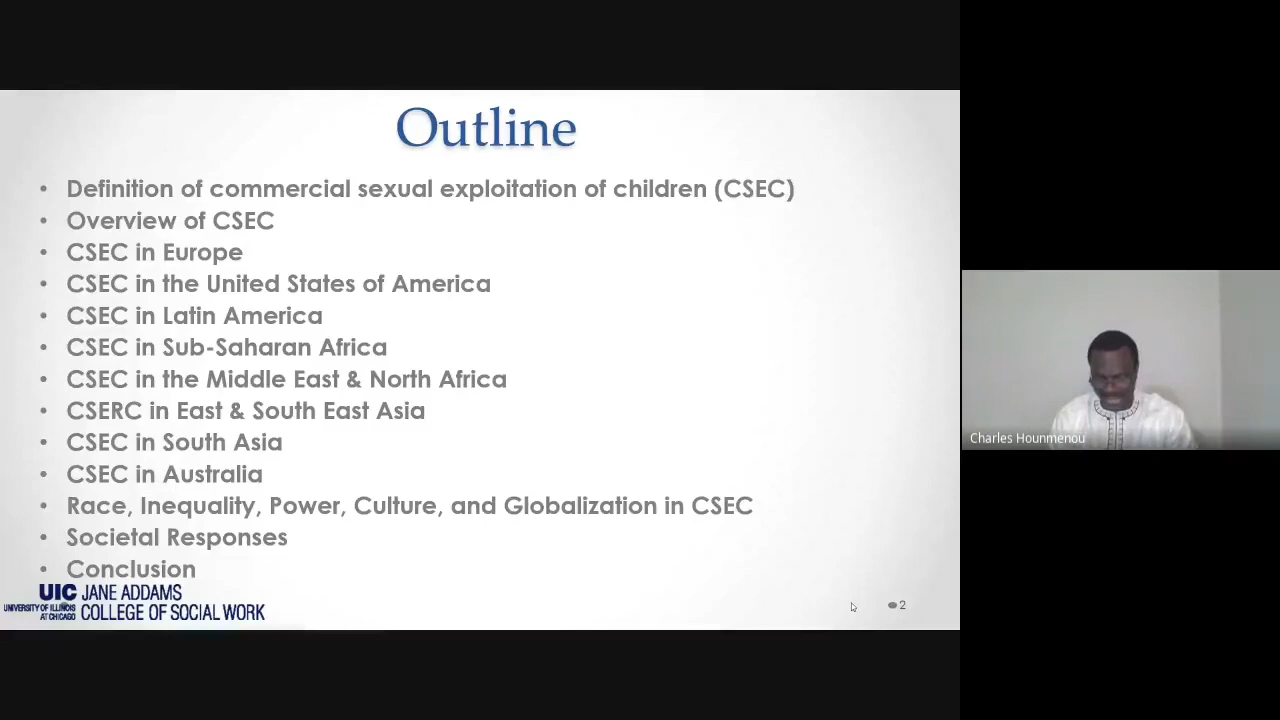 Outline
• Definition of commercial sexual exploitation of children (CSEC)
• Overview of CSEC
• CSEC in Europe
• CSEC in the United States of America
• CSEC in Latin America
• CSEC in Sub-Saharan Africa
• CSEC in the Middle East & North Africa
• CSERC in East & South East Asia
• CSEC in South Asia
• CSEC in Australia
• Race, Inequality, Power, Culture, and Globalization in CSEC
• Societal Responses
• Conclusion
UIC JANE ADDAMS
UNIVERSITY OF ILLINOIS
AT CHICAGO
COLLEGE OF SOCIAL WORK
2
Charles Hounmenou